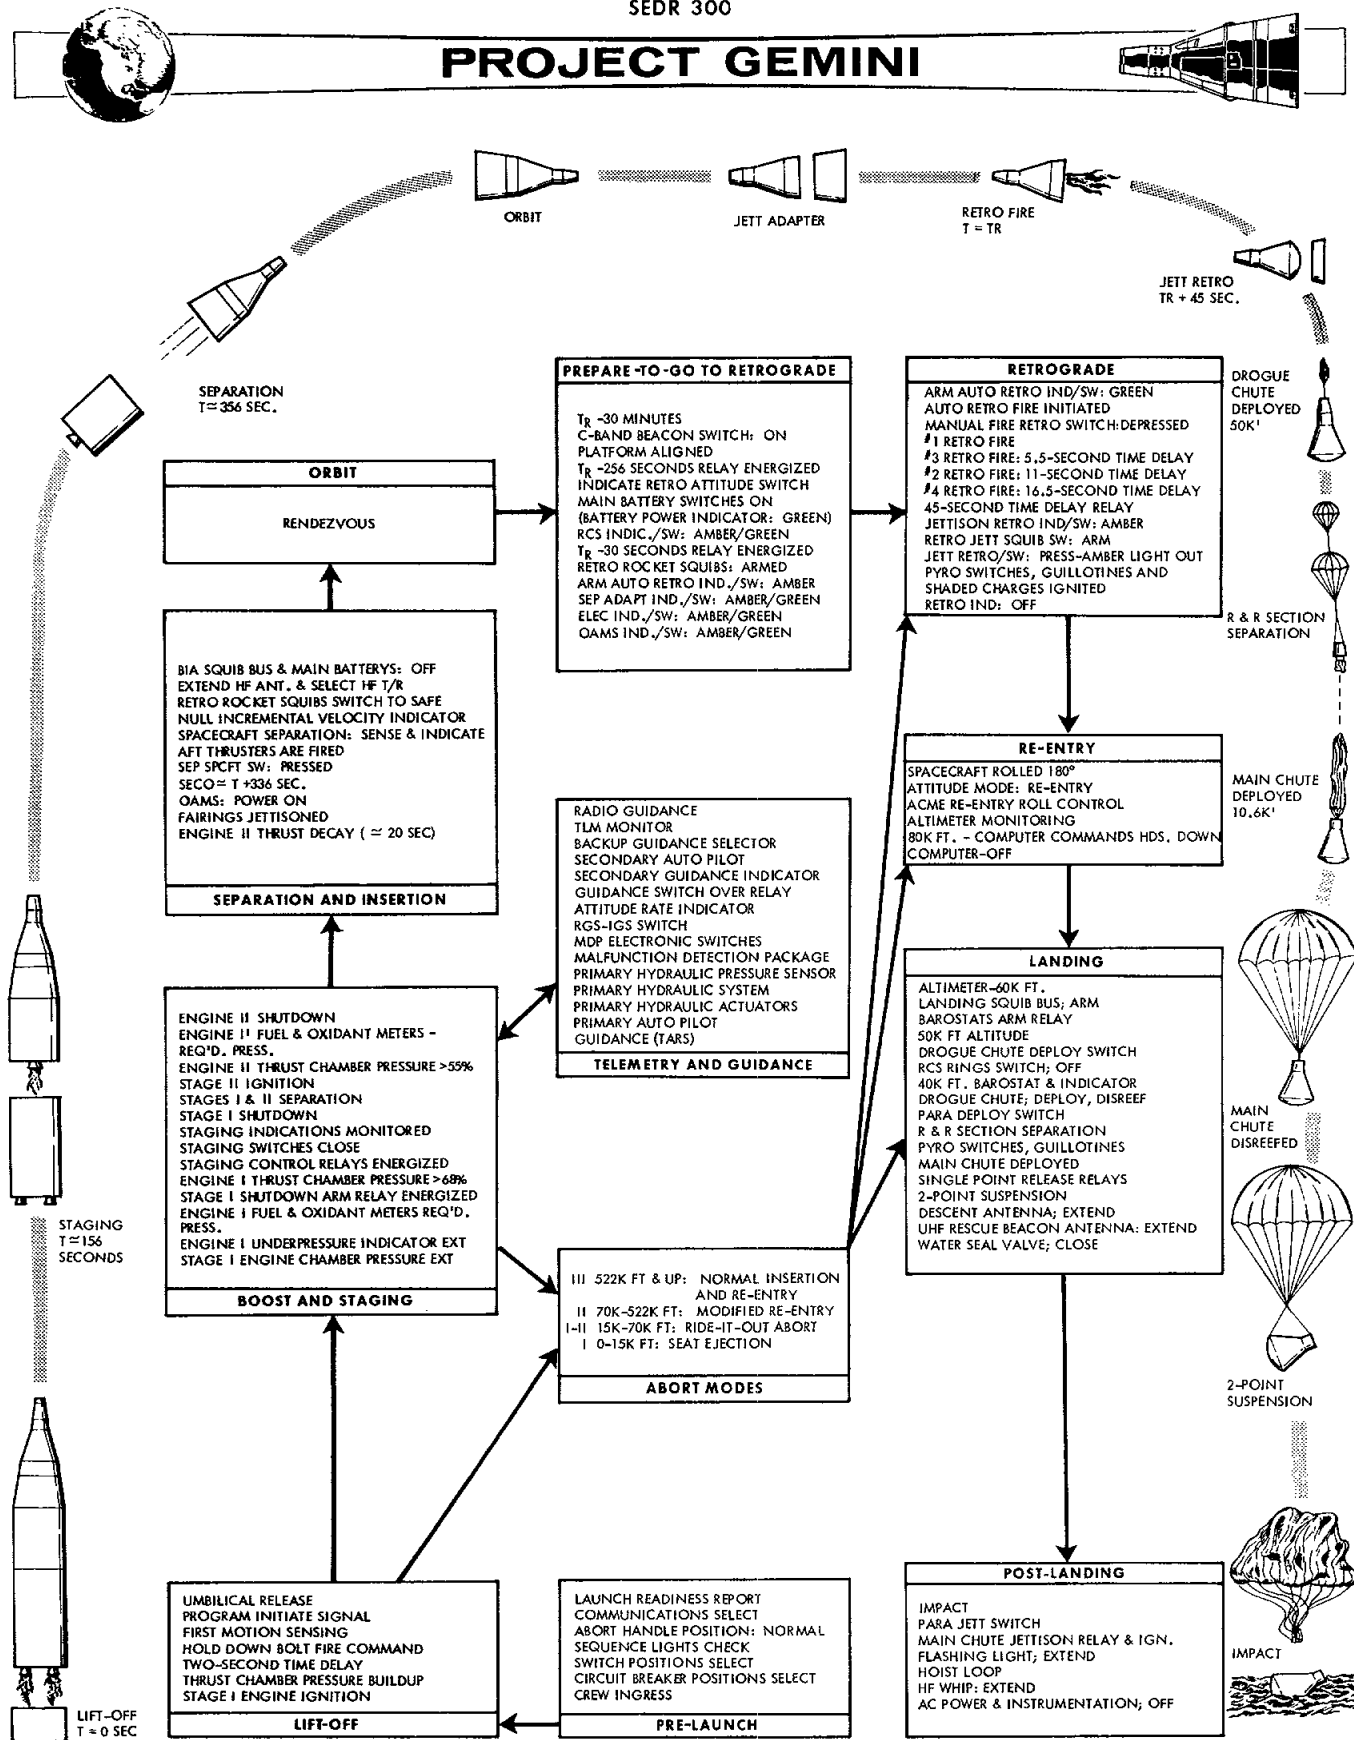 SEDR 300
PROJECT GEMINI
ORBIT
JETT ADAPTER
RETRO FIRE
T = TR
JETT RETRO
TR + 45 SEC.
SEPARATION
T≃356 SEC.
DROGUE
CHUTE
DEPLOYED
50K'
R & R SECTION
SEPARATION
MAIN CHUTE
DEPLOYED
10.6K'
MAIN
CHUTE
DISREEFED
2-POINT
SUSPENSION
IMPACT
STAGING
T≃156
SECONDS
LIFT-OFF
T = 0 SEC
PREPARE-TO-GO TO RETROGRADE
TR -30 MINUTES
C-BAND BEACON SWITCH: ON
PLATFORM ALIGNED
TR -256 SECONDS RELAY ENERGIZED
INDICATE RETRO ATTITUDE SWITCH
MAIN BATTERY SWITCHES ON
(BATTERY POWER INDICATOR: GREEN)
RCS INDIC./SW: AMBER/GREEN
TR -30 SECONDS RELAY ENERGIZED
RETRO ROCKET SQUIBS: ARMED
ARM AUTO RETRO IND./SW: AMBER
SEP ADAPT IND./SW: AMBER/GREEN
ELEC IND./SW: AMBER/GREEN
OAMS IND./SW: AMBER/GREEN
RETROGRADE
ARM AUTO RETRO IND/SW: GREEN
AUTO RETRO FIRE INITIATED
MANUAL FIRE RETRO SWITCH:DEPRESSED
#1 RETRO FIRE
#3 RETRO FIRE: 5.5-SECOND TIME DELAY
#2 RETRO FIRE: 11-SECOND TIME DELAY
#4 RETRO FIRE: 16.5-SECOND TIME DELAY
45-SECOND TIME DELAY RELAY
JETTISON RETRO IND/SW: AMBER
RETRO JETT SQUIB SW: ARM
JETT RETRO/SW: PRESS-AMBER LIGHT OUT
PYRO SWITCHES, GUILLOTINES AND
SHADED CHARGES IGNITED
RETRO IND: OFF
ORBIT
RENDEZVOUS
BIA SQUIB BUS & MAIN BATTERYS: OFF
EXTEND HF ANT. & SELECT HF T/R
RETRO ROCKET SQUIBS SWITCH TO SAFE
NULL INCREMENTAL VELOCITY INDICATOR
SPACECRAFT SEPARATION: SENSE & INDICATE
AFT THRUSTERS ARE FIRED
SEP SPCFT SW: PRESSED
SECO≃ T +336 SEC.
OAMS: POWER ON
FAIRINGS JETTISONED
ENGINE II THRUST DECAY ( ≃ 20 SEC)
SEPARATION AND INSERTION
RADIO GUIDANCE
TLM MONITOR
BACKUP GUIDANCE SELECTOR
SECONDARY AUTO PILOT
SECONDARY GUIDANCE INDICATOR
GUIDANCE SWITCH OVER RELAY
ATTITUDE RATE INDICATOR
RGS-IGS SWITCH
MDP ELECTRONIC SWITCHES
MALFUNCTION DETECTION PACKAGE
PRIMARY HYDRAULIC PRESSURE SENSOR
PRIMARY HYDRAULIC SYSTEM
PRIMARY HYDRAULIC ACTUATORS
PRIMARY AUTO PILOT
GUIDANCE (TARS)
TELEMETRY AND GUIDANCE
RE-ENTRY
SPACECRAFT ROLLED 180°
ATTITUDE MODE: RE-ENTRY
ACME RE-ENTRY ROLL CONTROL
ALTIMETER MONITORING
80K FT. - COMPUTER COMMANDS HDS. DOWN
COMPUTER-OFF
LANDING
ALTIMETER-60K FT.
LANDING SQUIB BUS; ARM
BAROSTATS ARM RELAY
50K FT ALTITUDE
DROGUE CHUTE DEPLOY SWITCH
RCS RINGS SWITCH; OFF
40K FT. BAROSTAT & INDICATOR
DROGUE CHUTE; DEPLOY, DISREEF
PARA DEPLOY SWITCH
R & R SECTION SEPARATION
PYRO SWITCHES, GUILLOTINES
MAIN CHUTE DEPLOYED
SINGLE POINT RELEASE RELAYS
2-POINT SUSPENSION
DESCENT ANTENNA; EXTEND
UHF RESCUE BEACON ANTENNA: EXTEND
WATER SEAL VALVE; CLOSE
ENGINE II SHUTDOWN
ENGINE II FUEL & OXIDANT METERS -
REQ'D. PRESS.
ENGINE II THRUST CHAMBER PRESSURE >55%
STAGE II IGNITION
STAGES I & II SEPARATION
STAGE I SHUTDOWN
STAGING INDICATIONS MONITORED
STAGING SWITCHES CLOSE
STAGING CONTROL RELAYS ENERGIZED
ENGINE I THRUST CHAMBER PRESSURE >68%
STAGE I SHUTDOWN ARM RELAY ENERGIZED
ENGINE I FUEL & OXIDANT METERS REQ'D.
PRESS.
ENGINE I UNDERPRESSURE INDICATOR EXT
STAGE I ENGINE CHAMBER PRESSURE EXT
BOOST AND STAGING
III 522K FT & UP: NORMAL INSERTION
AND RE-ENTRY
II 70K-522K FT: MODIFIED RE-ENTRY
I-II 15K-70K FT: RIDE-IT-OUT ABORT
I 0-15K FT: SEAT EJECTION
ABORT MODES
UMBILICAL RELEASE
PROGRAM INITIATE SIGNAL
FIRST MOTION SENSING
HOLD DOWN BOLT FIRE COMMAND
TWO-SECOND TIME DELAY
THRUST CHAMBER PRESSURE BUILDUP
STAGE I ENGINE IGNITION
LIFT-OFF
LAUNCH READINESS REPORT
COMMUNICATIONS SELECT
ABORT HANDLE POSITION: NORMAL
SEQUENCE LIGHTS CHECK
SWITCH POSITIONS SELECT
CIRCUIT BREAKER POSITIONS SELECT
CREW INGRESS
PRE-LAUNCH
POST-LANDING
IMPACT
PARA JETT SWITCH
MAIN CHUTE JETTISON RELAY & IGN.
FLASHING LIGHT; EXTEND
HOIST LOOP
HF WHIP: EXTEND
AC POWER & INSTRUMENTATION; OFF